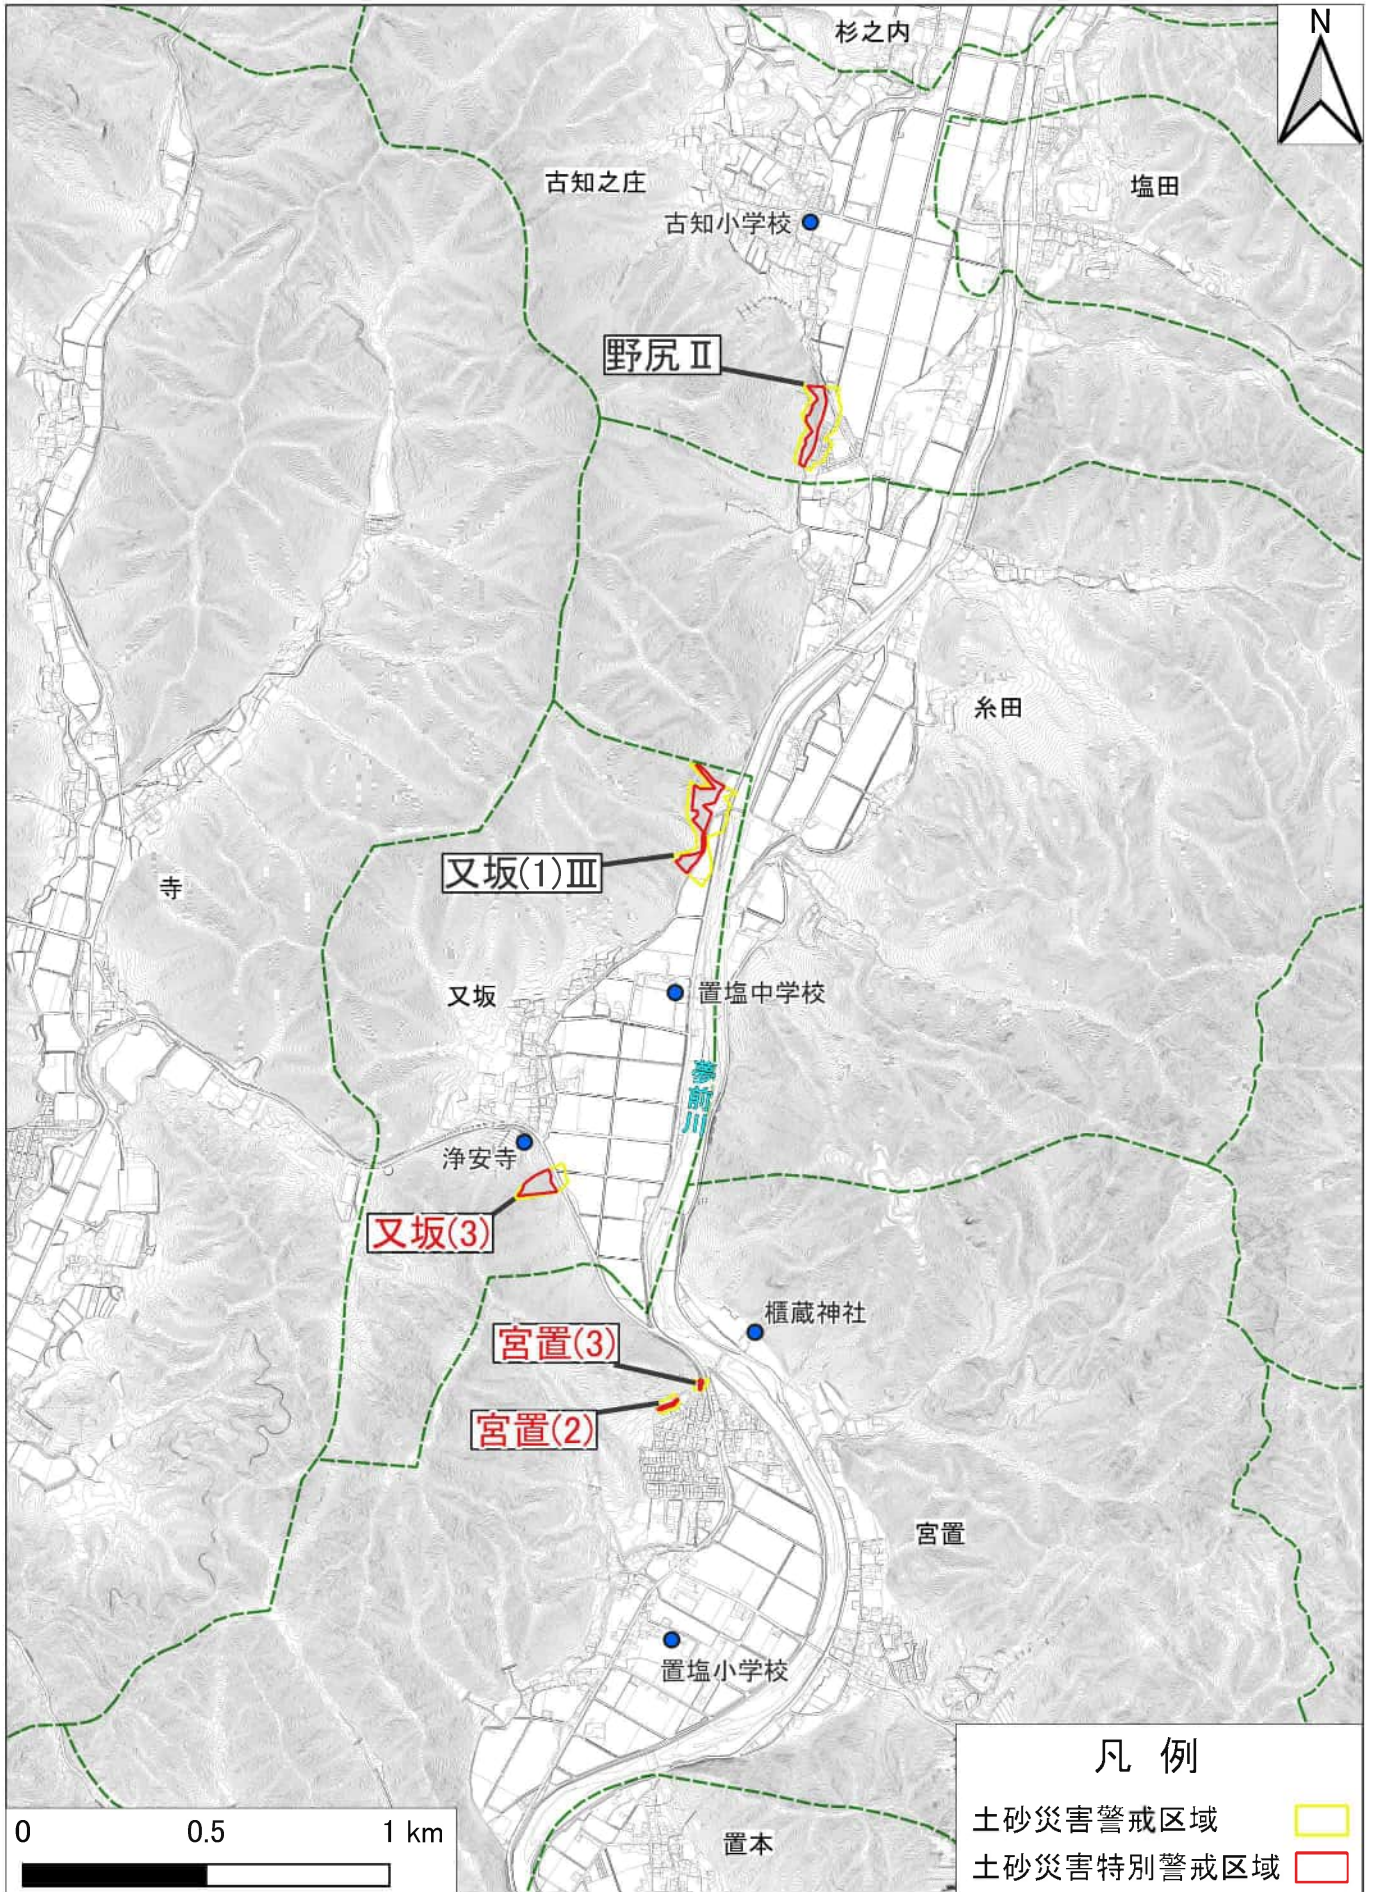 N
杉之内
古知之庄
塩田
古知小学校
野尻Ⅱ
糸田
又坂(1)Ⅲ
寺
又坂
置塩中学校
夢前川
浄安寺
又坂(3)
櫃蔵神社
宮置(3)
宮置(2)
宮置
置塩小学校
置本
凡 例
土砂災害警戒区域
土砂災害特別警戒区域
0 0.5 1 km